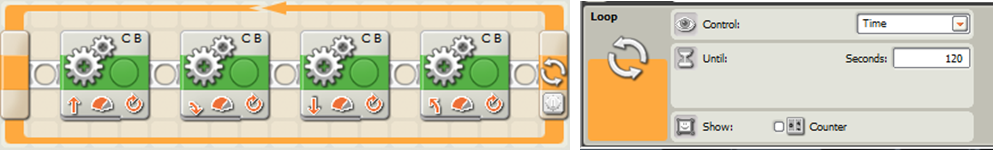 C B
C B
C B
C B
Loop
Control: Time
Until: Seconds: 120
Show: Counter